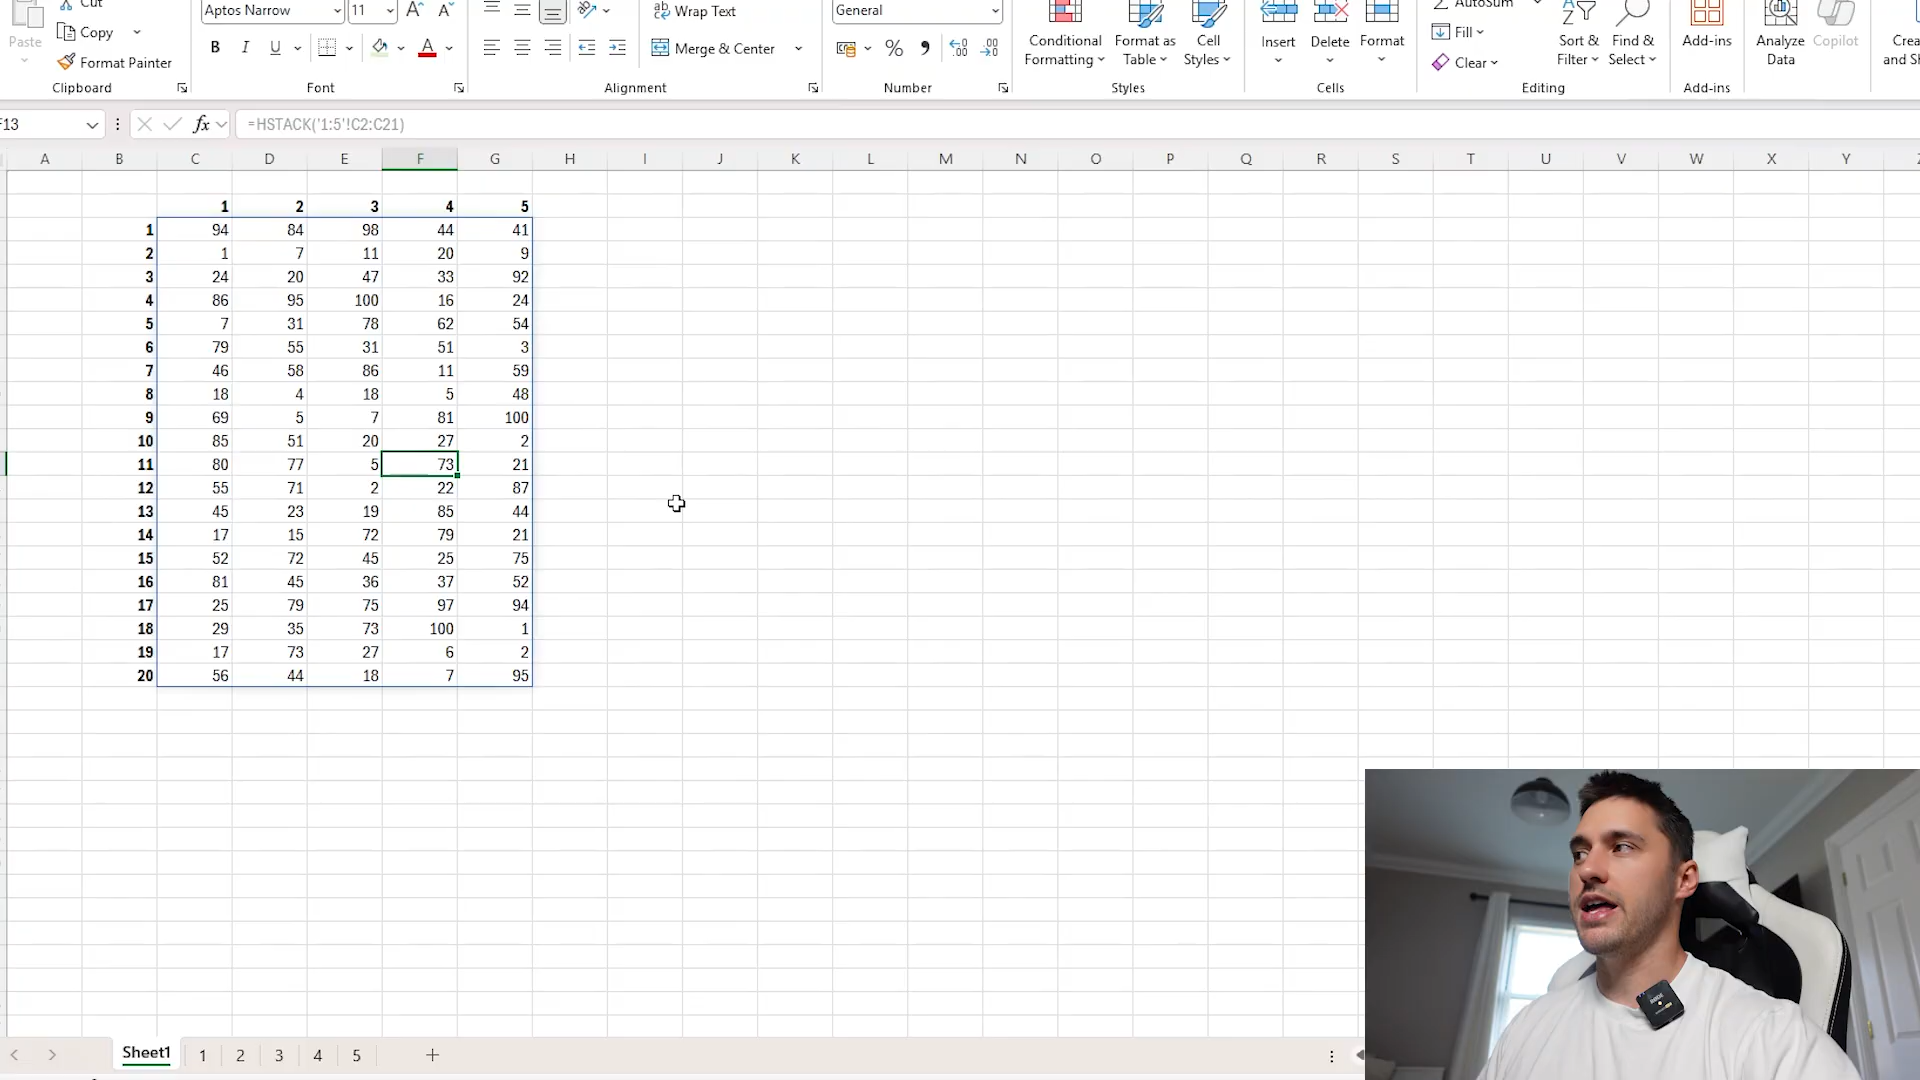 Cut
Aptos Narrow 11 A A
ab Wrap Text
General
AutoSum
Paste
Copy
B I U A
Merge & Center
%
Conditional Formatting
Format as Table
Cell Styles
Insert
Delete
Format
Fill
Sort & Filter
Find & Select
Add-ins
Analyze Data
Copilot
Format Painter
Clear
Clipboard
Font
Alignment
Number
Styles
Cells
Editing
Add-ins
F13 fx =HSTACK('1:5'!C2:C21)
A B C D E F G H I J K L M N O P Q R S T U V W X Y
1 2 3 4 5
1 94 84 98 44 41
2 1 7 11 20 9
3 24 20 47 33 92
4 86 95 100 16 24
5 7 31 78 62 54
6 79 55 31 51 3
7 46 58 86 11 59
8 18 4 18 5 48
9 69 5 7 81 100
10 85 51 20 27 2
11 80 77 5 73 21
12 55 71 2 22 87
13 45 23 19 85 44
14 17 15 72 79 21
15 52 72 45 25 75
16 81 45 36 37 52
17 25 79 75 97 94
18 29 35 73 100 1
19 17 73 27 6 2
20 56 44 18 7 95
Sheet1 1 2 3 4 5 +